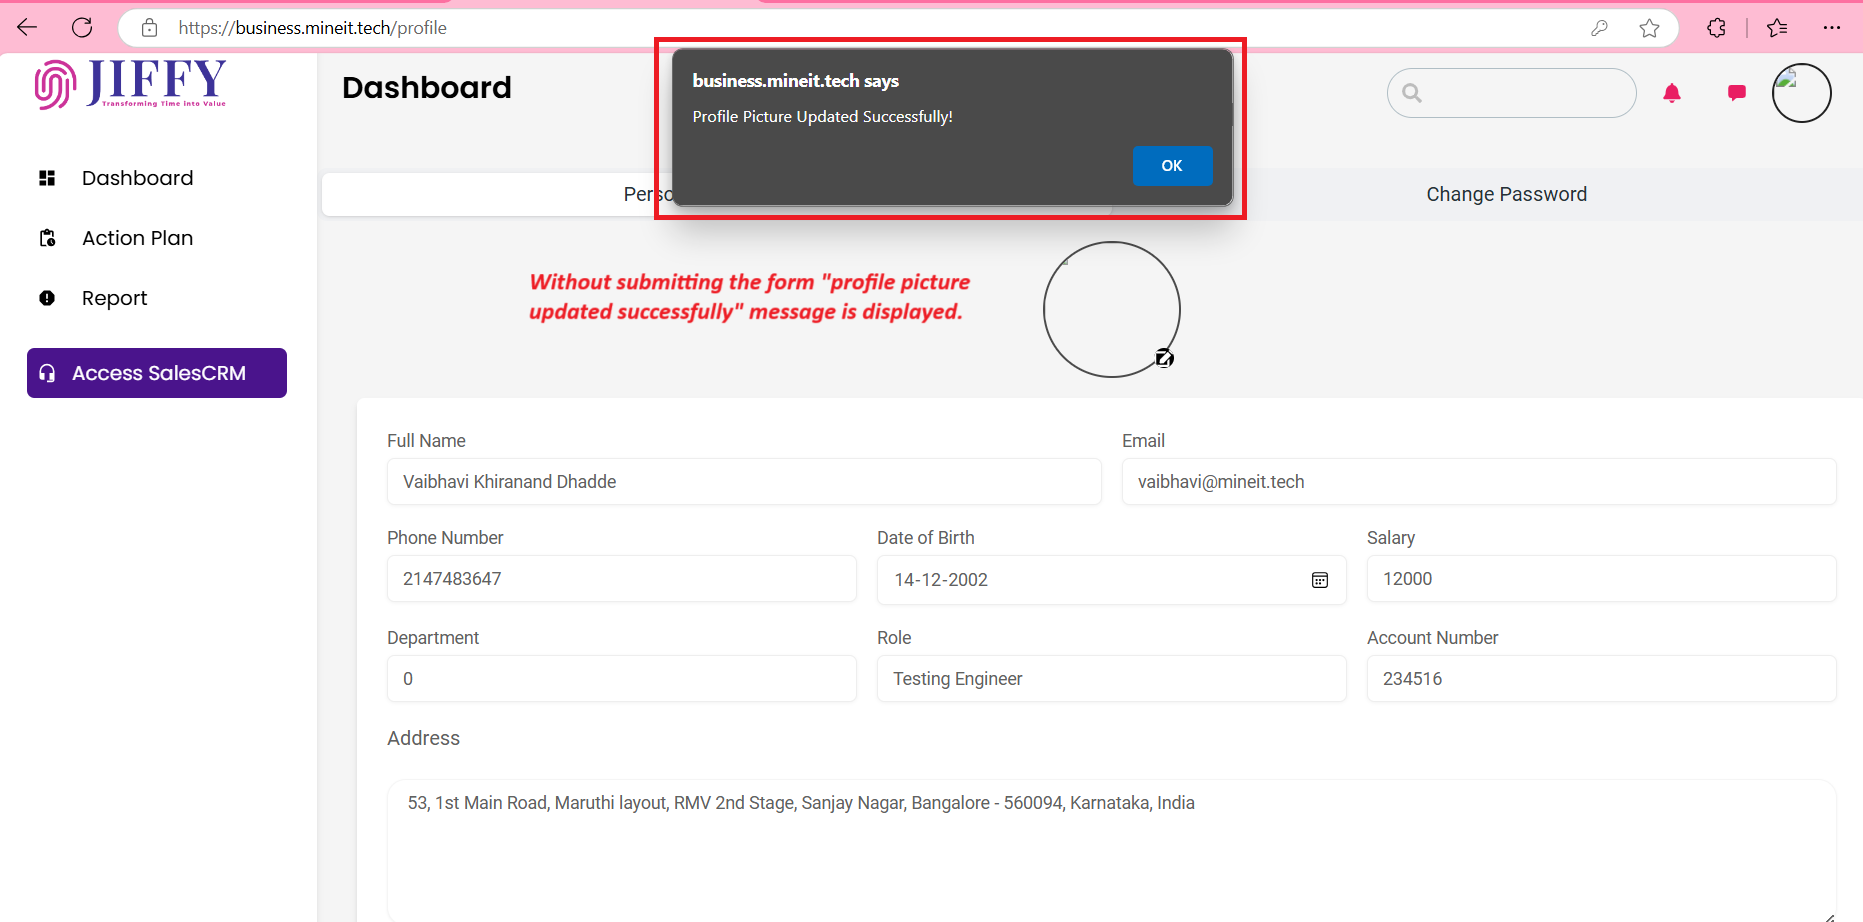 https://business.mineit.tech/profile
JIFFY
Transforming Time into Value
Dashboard
business.mineit.tech says
Profile Picture Updated Successfully!
OK
Dashboard
Action Plan
Report
Access SalesCRM
Change Password
Without submitting the form "profile picture
updated successfully" message is displayed.
Full Name
Email
Vaibhavi Khiranand Dhadde
vaibhavi@mineit.tech
Phone Number
Date of Birth
Salary
2147483647
14-12-2002
12000
Department
Role
Account Number
0
Testing Engineer
234516
Address
53, 1st Main Road, Maruthi layout, RMV 2nd Stage, Sanjay Nagar, Bangalore - 560094, Karnataka, India